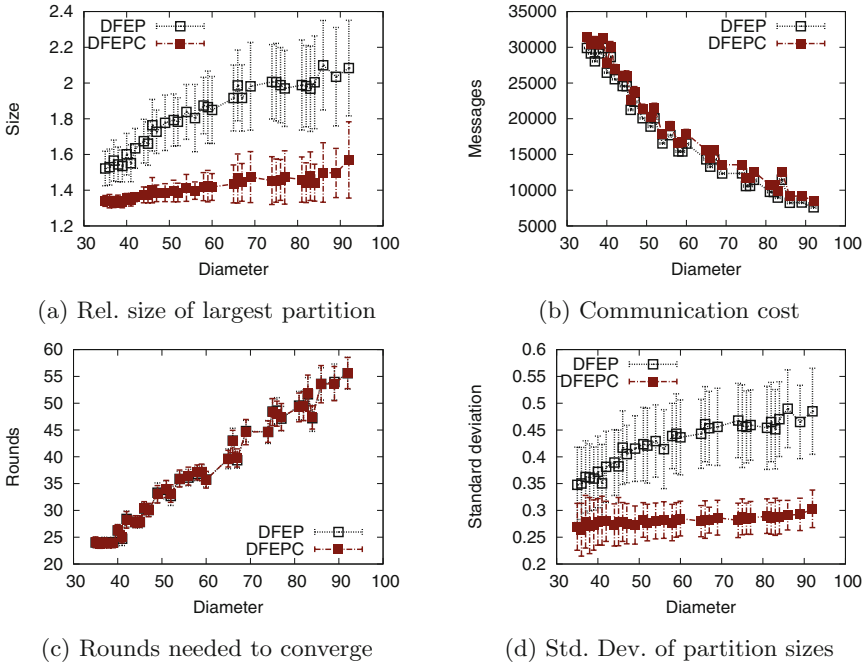 DFEP
DFEPC
Size
2.4
2.2
2
1.8
1.6
1.4
1.2
30 40 50 60 70 80 90 100
Diameter
(a) Rel. size of largest partition
DFEP
DFEPC
Messages
35000
30000
25000
20000
15000
10000
5000
30 40 50 60 70 80 90 100
Diameter
(b) Communication cost
DFEP
DFEPC
Rounds
60
55
50
45
40
35
30
25
20
30 40 50 60 70 80 90 100
Diameter
(c) Rounds needed to converge
DFEP
DFEPC
Standard deviation
0.6
0.55
0.5
0.45
0.4
0.35
0.3
0.25
0.2
30 40 50 60 70 80 90 100
Diameter
(d) Std. Dev. of partition sizes